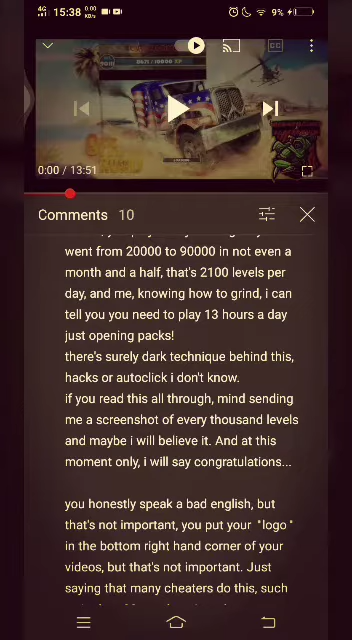 4G 15:38 0.00 KB/s 9%
0:00 / 13:51
Comments 10
went from 20000 to 90000 in not even a
month and a half, that's 2100 levels per
day, and me, knowing how to grind, i can
tell you you need to play 13 hours a day
just opening packs!
there's surely dark technique behind this,
hacks or autoclick i don't know.
if you read this all through, mind sending
me a screenshot of every thousand levels
and maybe i will believe it. And at this
moment only, i will say congratulations...
you honestly speak a bad english, but
that's not important, you put your "logo"
in the bottom right hand corner of your
videos, but that's not important. Just
saying that many cheaters do this, such